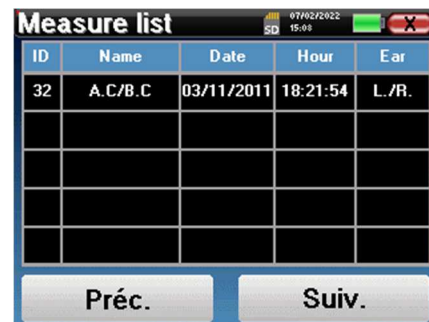 Measure list SD 07/02/2022 15:03 X
ID Name Date Hour Ear
32 A.C/B.C 03/11/2011 18:21:54 L./R.
Préc. Suiv.